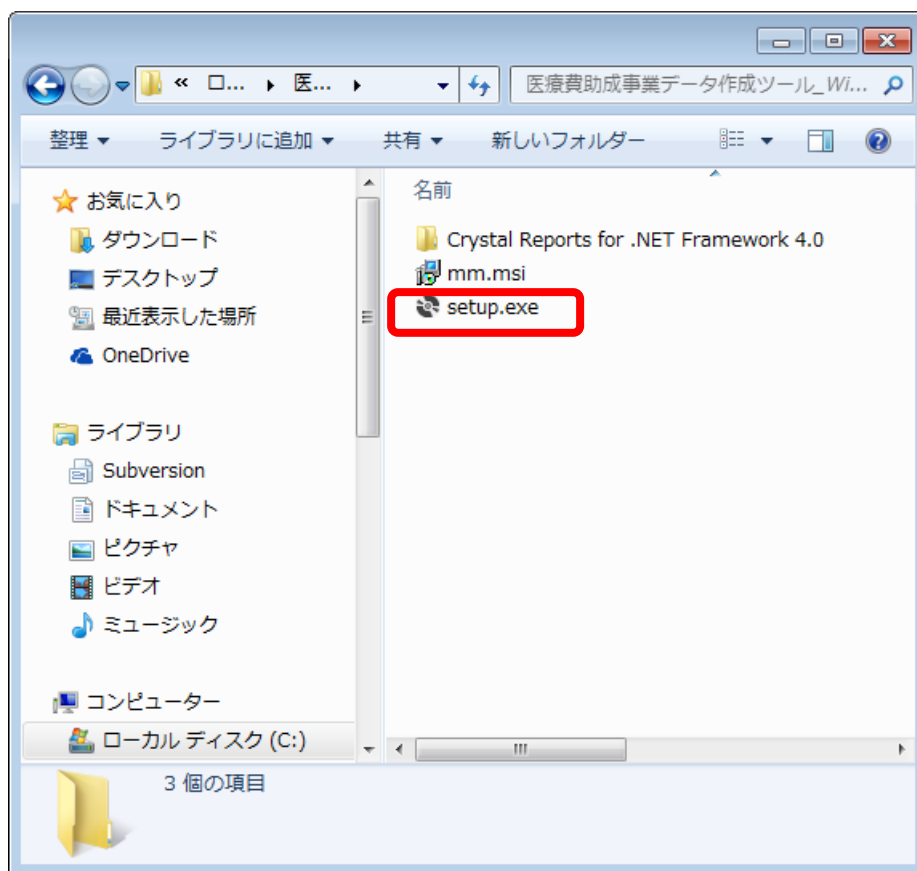 « ロ... 医...
医療費助成事業データ作成ツール_Wi...
整理 ライブラリに追加 共有 新しいフォルダー
お気に入り
ダウンロード
デスクトップ
最近表示した場所
OneDrive
ライブラリ
Subversion
ドキュメント
ピクチャ
ビデオ
ミュージック
コンピューター
ローカル ディスク (C:)
名前
Crystal Reports for .NET Framework 4.0
mm.msi
setup.exe
3 個の項目